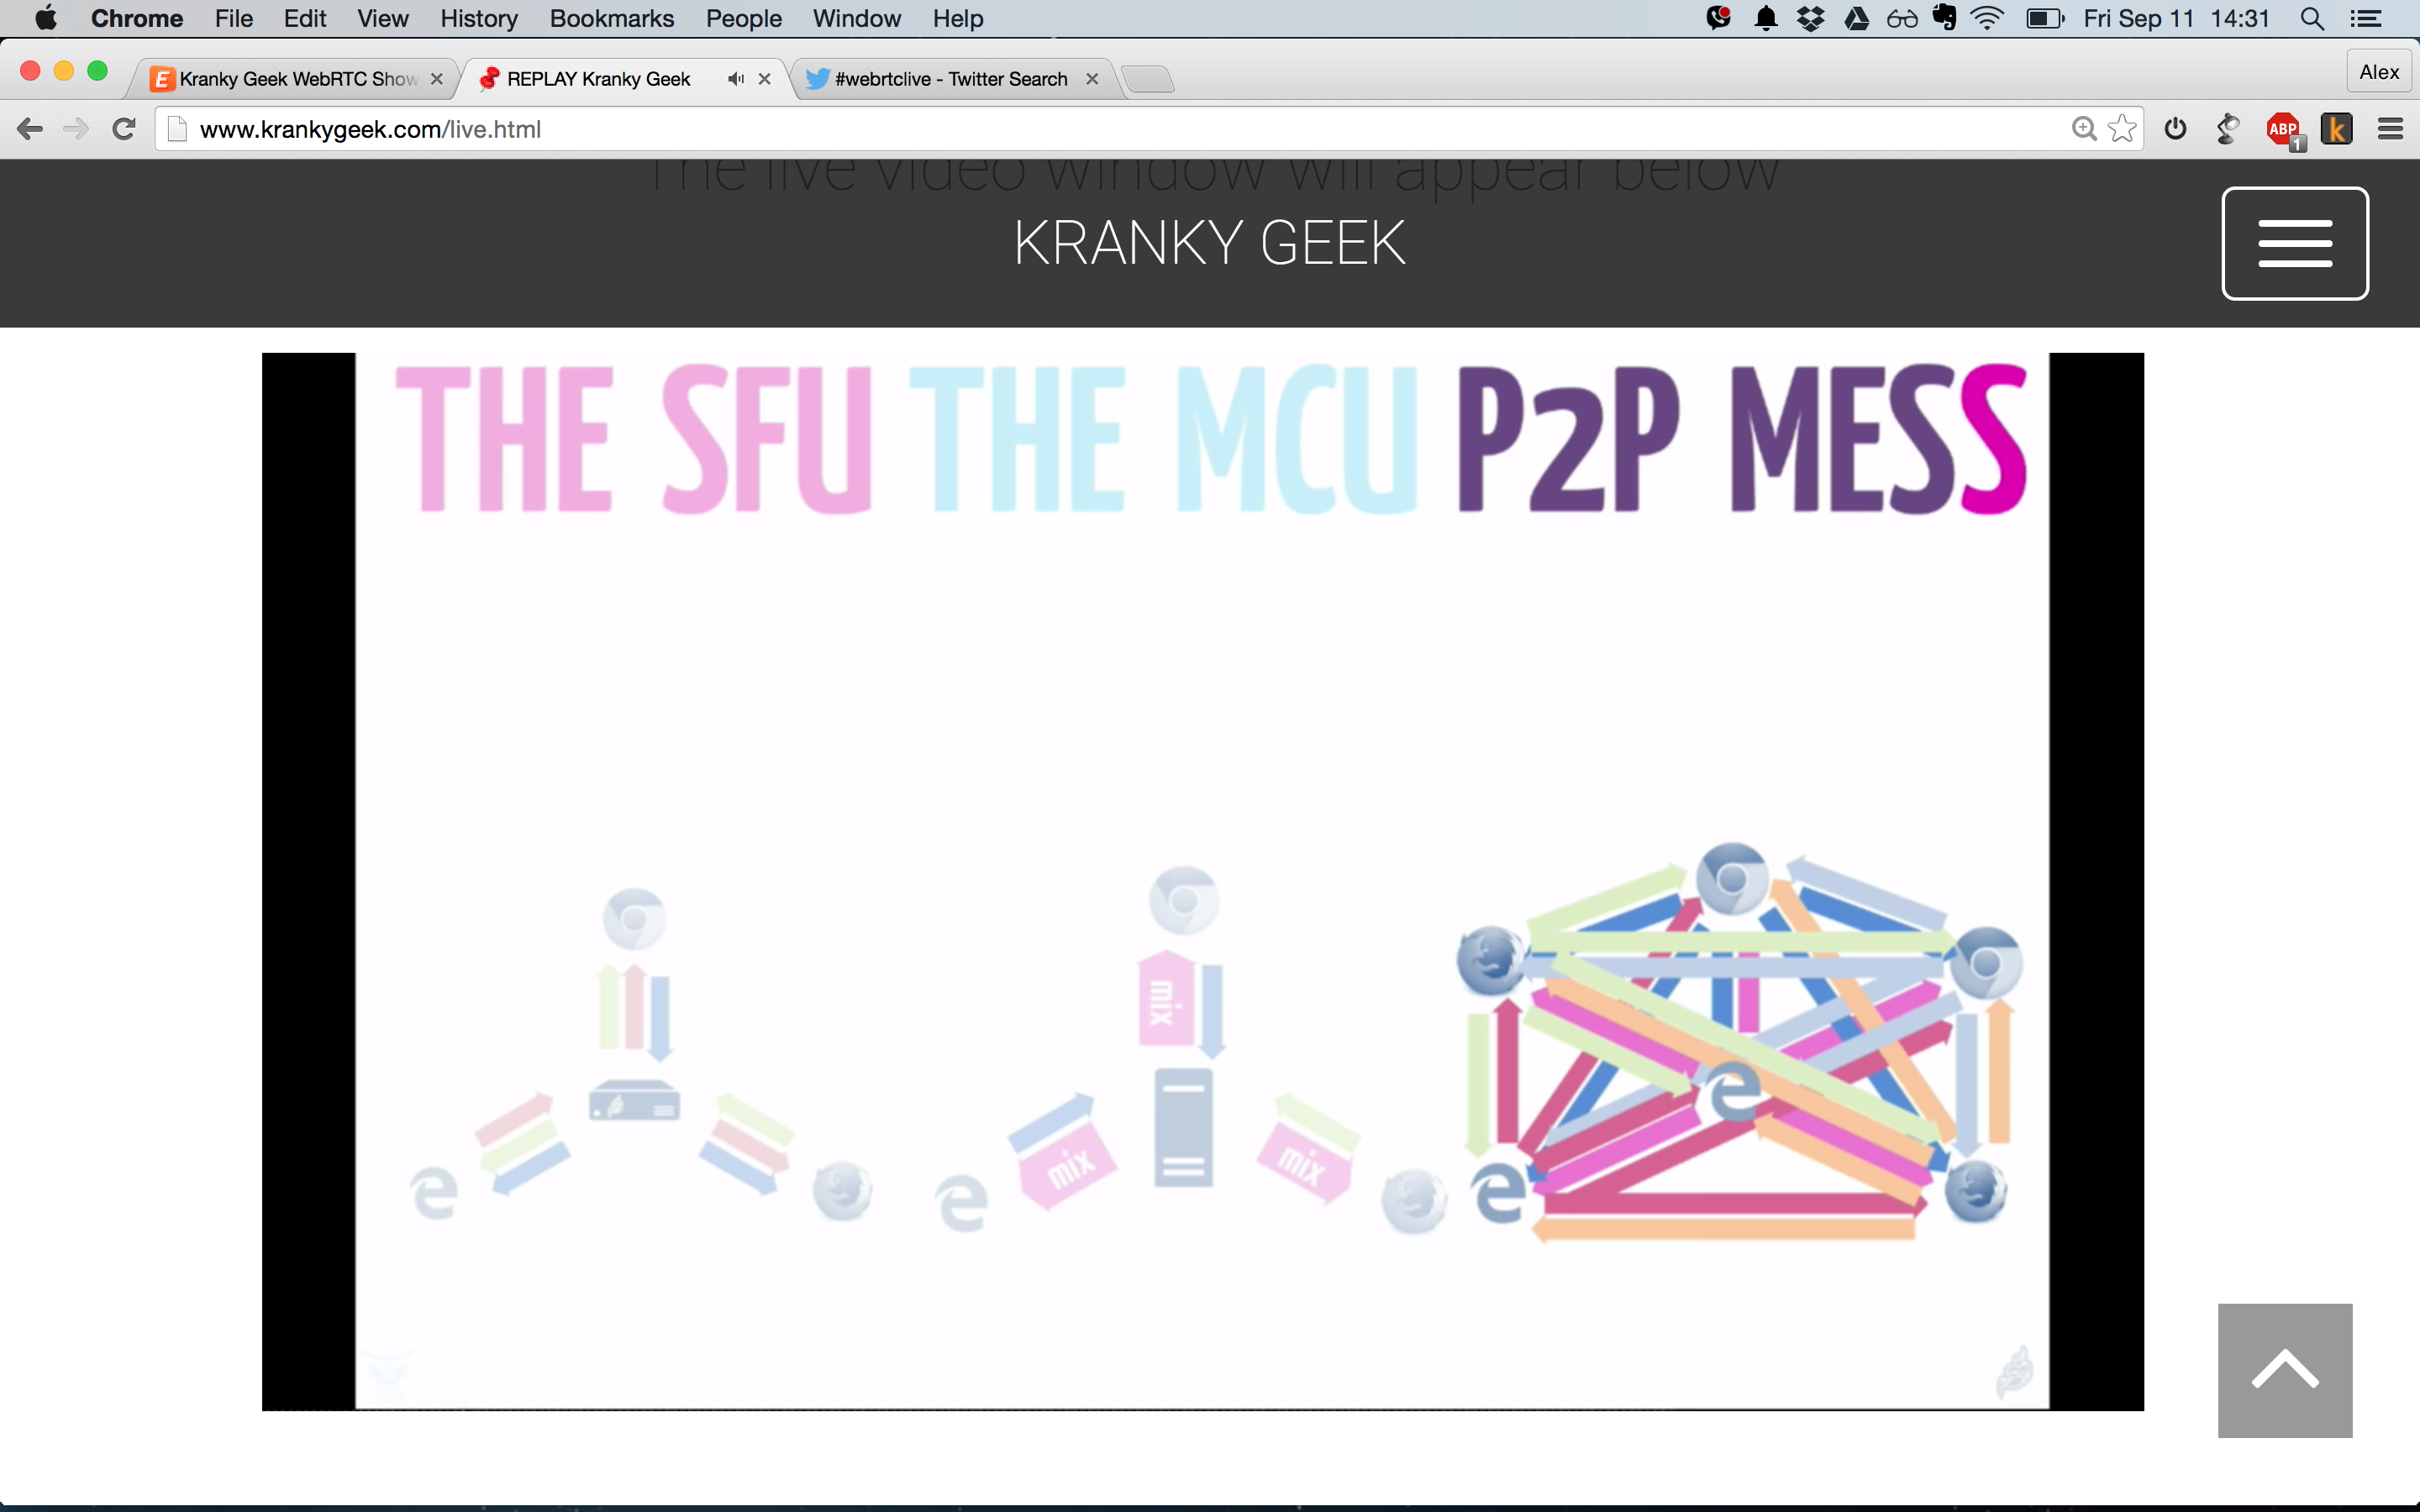 Chrome File Edit View History Bookmarks People Window Help Fri Sep 11 14:31
Kranky Geek WebRTC Show REPLAY Kranky Geek #webrtclive - Twitter Search Alex
www.krankygeek.com/live.html ABP 1 k
The live video window will appear below
KRANKY GEEK
THE SFU THE MCU P2P MESS
mix
mix mix